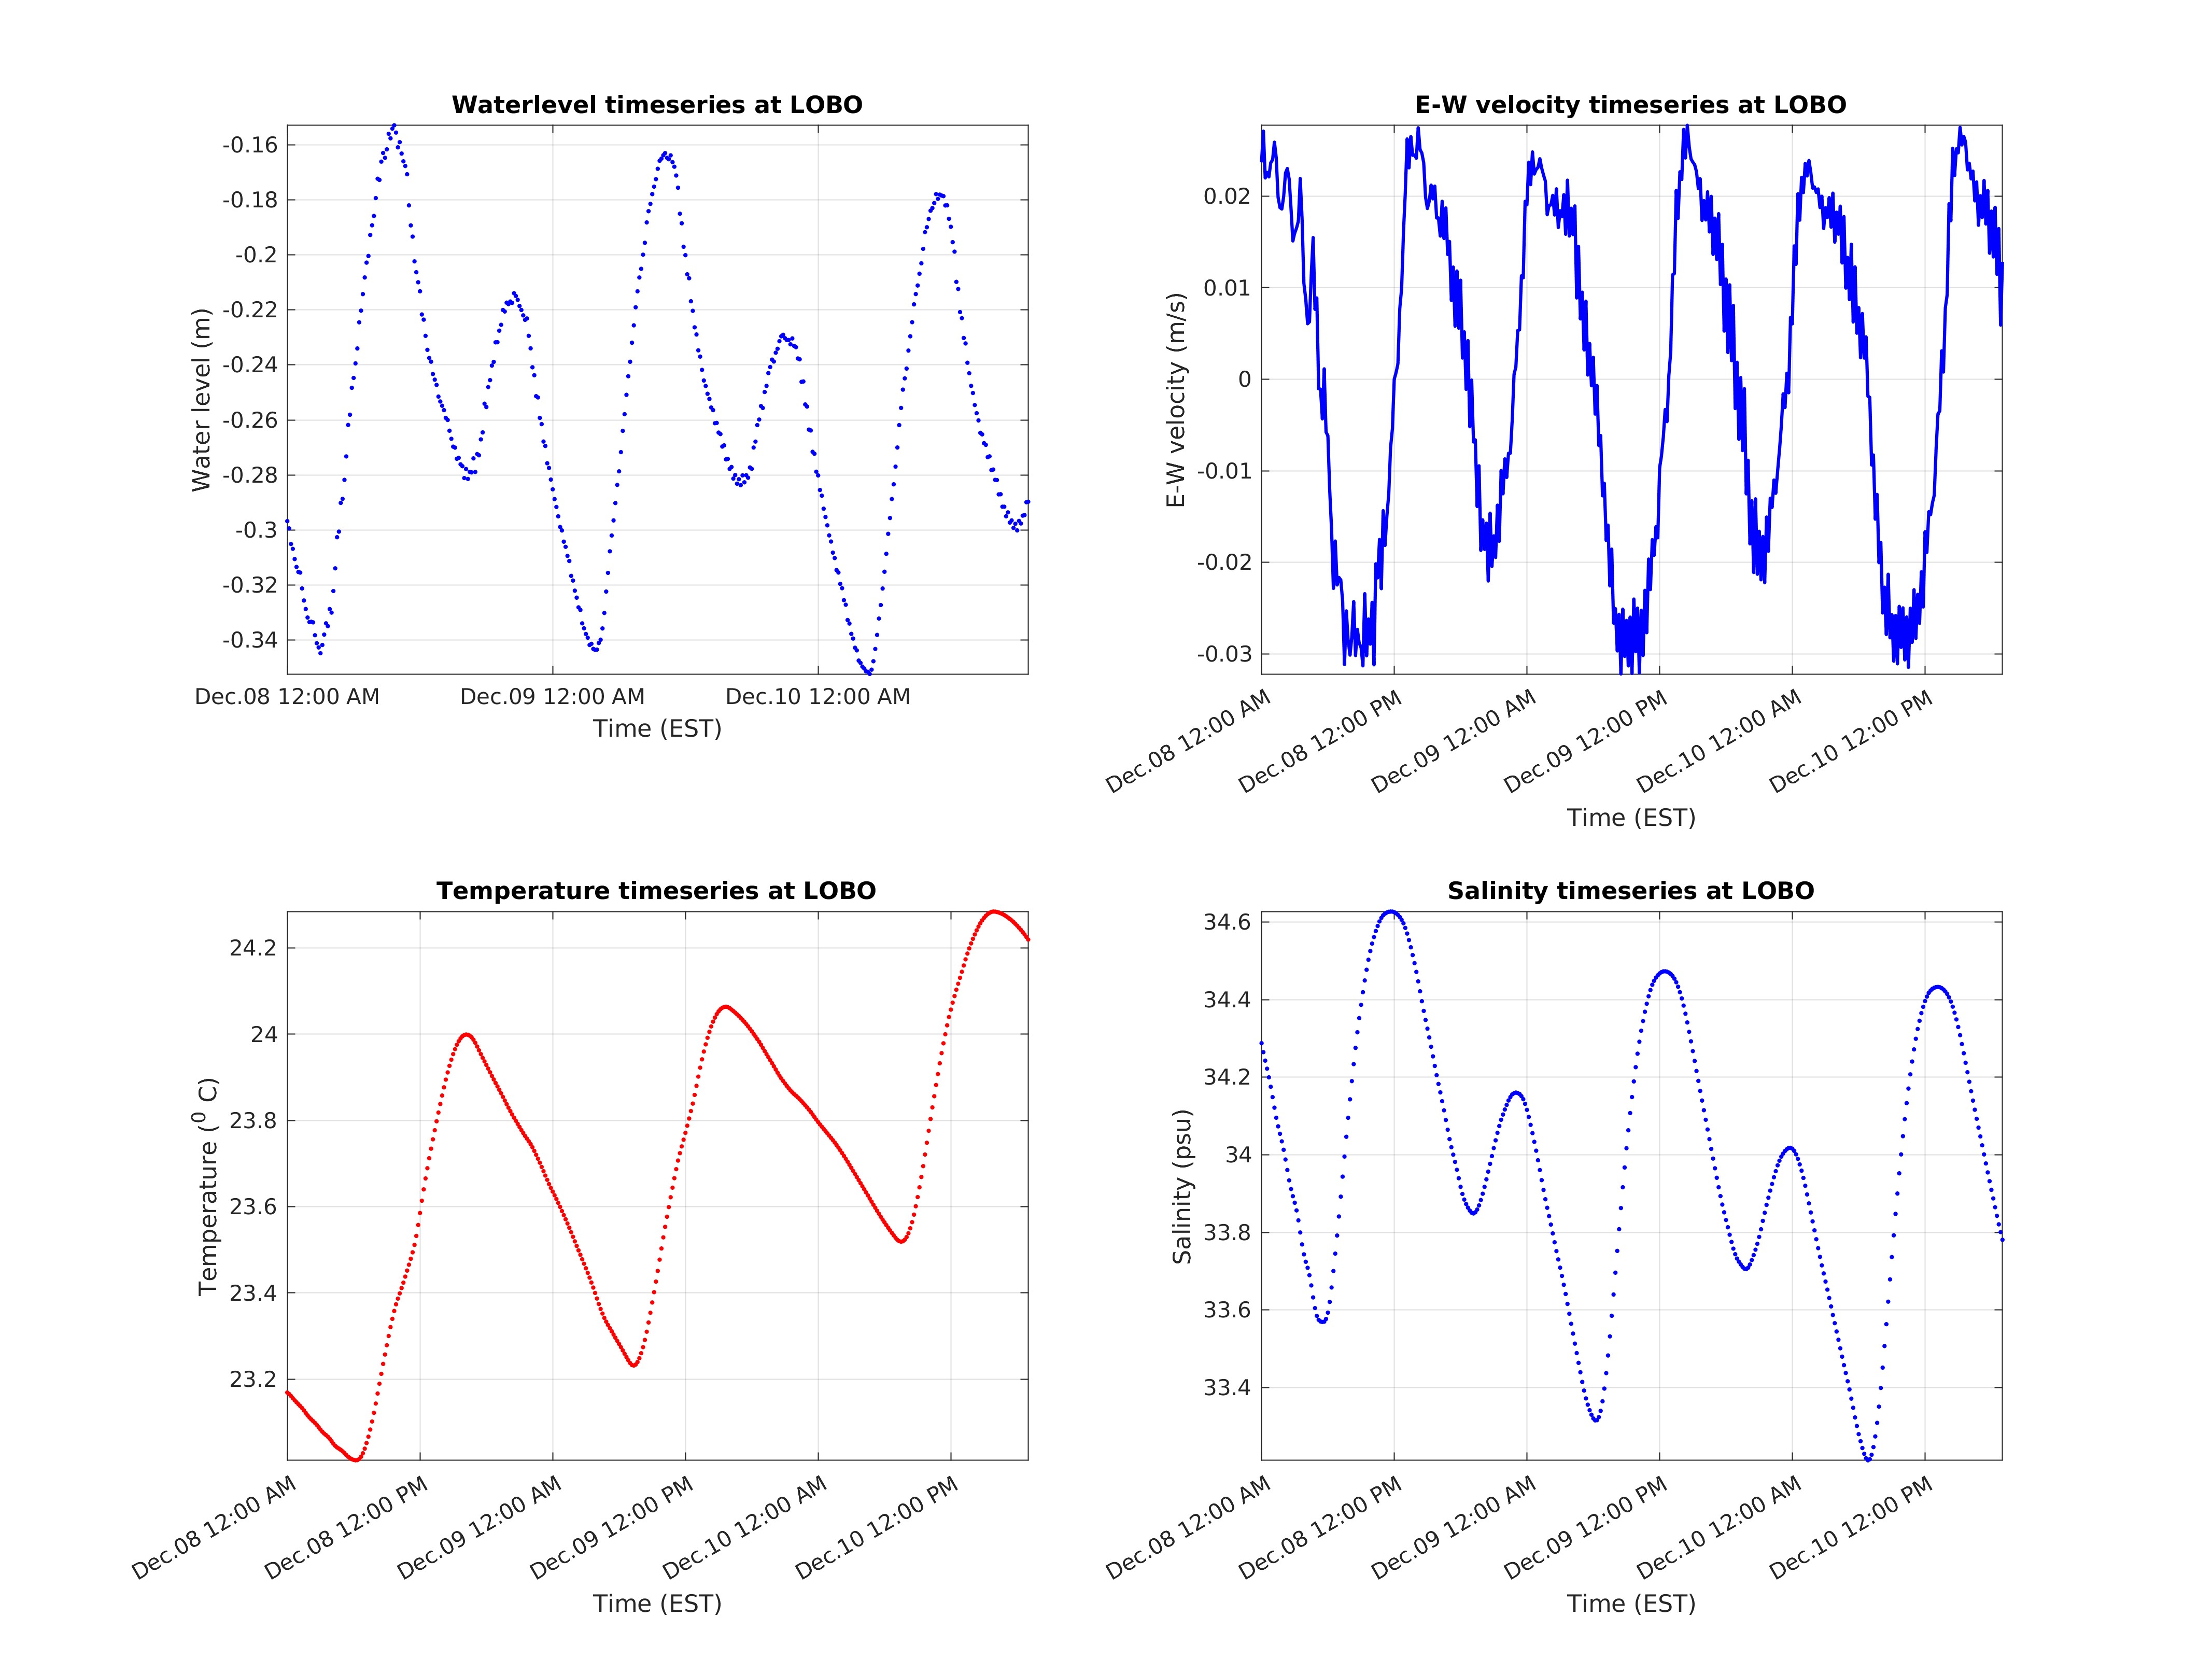 Waterlevel timeseries at LOBO
-0.16
-0.18
-0.2
-0.22
-0.24
-0.26
-0.28
-0.3
-0.32
-0.34
Water level (m)
Dec.08 12:00 AM
Dec.09 12:00 AM
Dec.10 12:00 AM
Time (EST)
E-W velocity timeseries at LOBO
0.02
0.01
0
-0.01
-0.02
-0.03
E-W velocity (m/s)
Dec.08 12:00 AM
Dec.08 12:00 PM
Dec.09 12:00 AM
Dec.09 12:00 PM
Dec.10 12:00 AM
Dec.10 12:00 PM
Time (EST)
Temperature timeseries at LOBO
24.2
24
23.8
23.6
23.4
23.2
Temperature (⁰ C)
Dec.08 12:00 AM
Dec.08 12:00 PM
Dec.09 12:00 AM
Dec.09 12:00 PM
Dec.10 12:00 AM
Dec.10 12:00 PM
Time (EST)
Salinity timeseries at LOBO
34.6
34.4
34.2
34
33.8
33.6
33.4
Salinity (psu)
Dec.08 12:00 AM
Dec.08 12:00 PM
Dec.09 12:00 AM
Dec.09 12:00 PM
Dec.10 12:00 AM
Dec.10 12:00 PM
Time (EST)